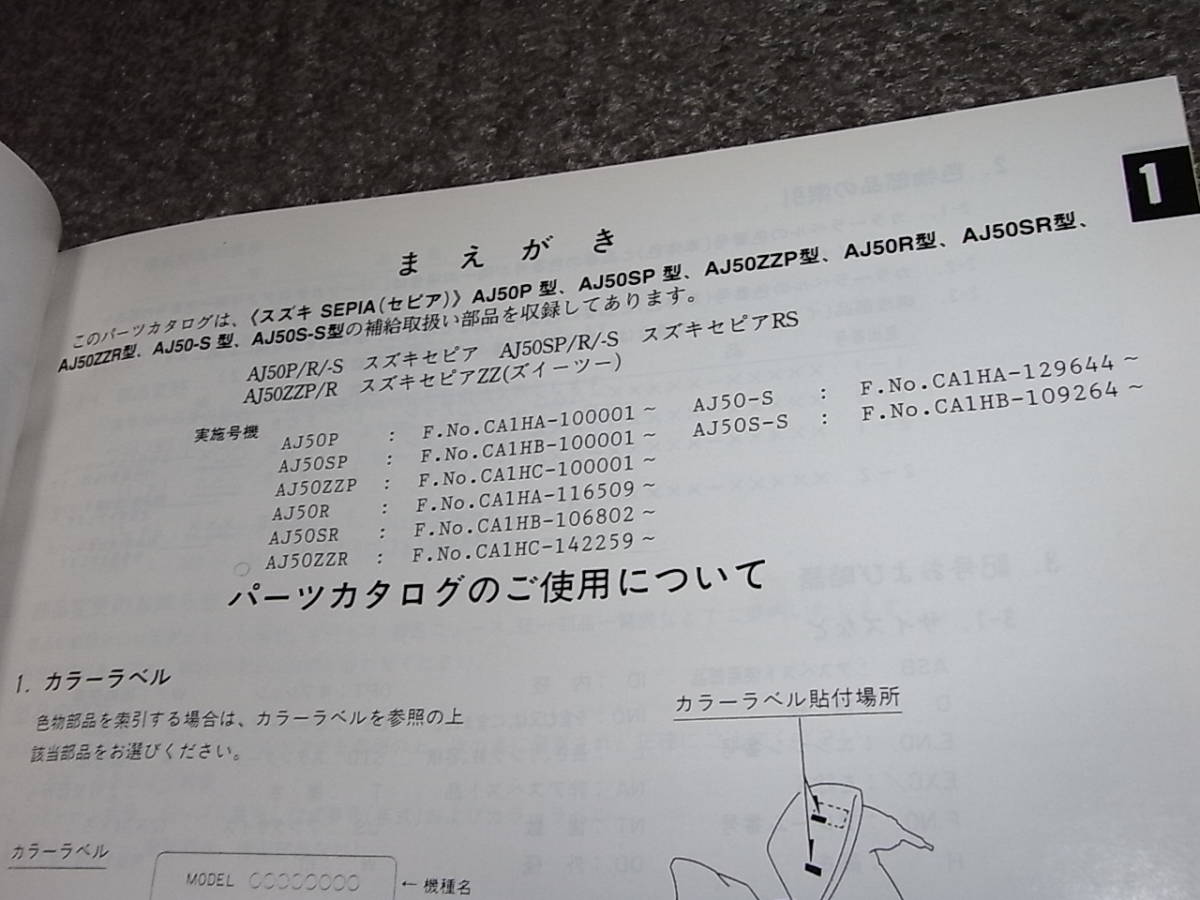 1
まえがき
このパーツカタログは、〈スズキ SEPIA(セピア)〉AJ50P 型、AJ50SP 型、AJ50ZZP型、AJ50R型、AJ50SR型、
AJ50ZZR型、AJ50-S 型、AJ50S-S型の補給取扱い部品を収録してあります。
AJ50P/R/-S スズキセピア AJ50SP/R/-S スズキセピアRS
AJ50ZZP/R スズキセピアZZ(ズイーツー)
実施号機 AJ50P : F.No.CA1HA-100001 ~ AJ50-S : F.No.CA1HA-129644 ~
AJ50SP : F.No.CA1HB-100001 ~ AJ50S-S : F.No.CA1HB-109264 ~
AJ50ZZP : F.No.CA1HC-100001 ~
AJ50R : F.No.CA1HA-116509 ~
AJ50SR : F.No.CA1HB-106802 ~
AJ50ZZR : F.No.CA1HC-142259 ~
パーツカタログのご使用について
1. カラーラベル
色物部品を索引する場合は、カラーラベルを参照の上
該当部品をお選びください。
カラーラベル貼付場所
カラーラベル
MODEL ○○○○○○○○ ← 機種名